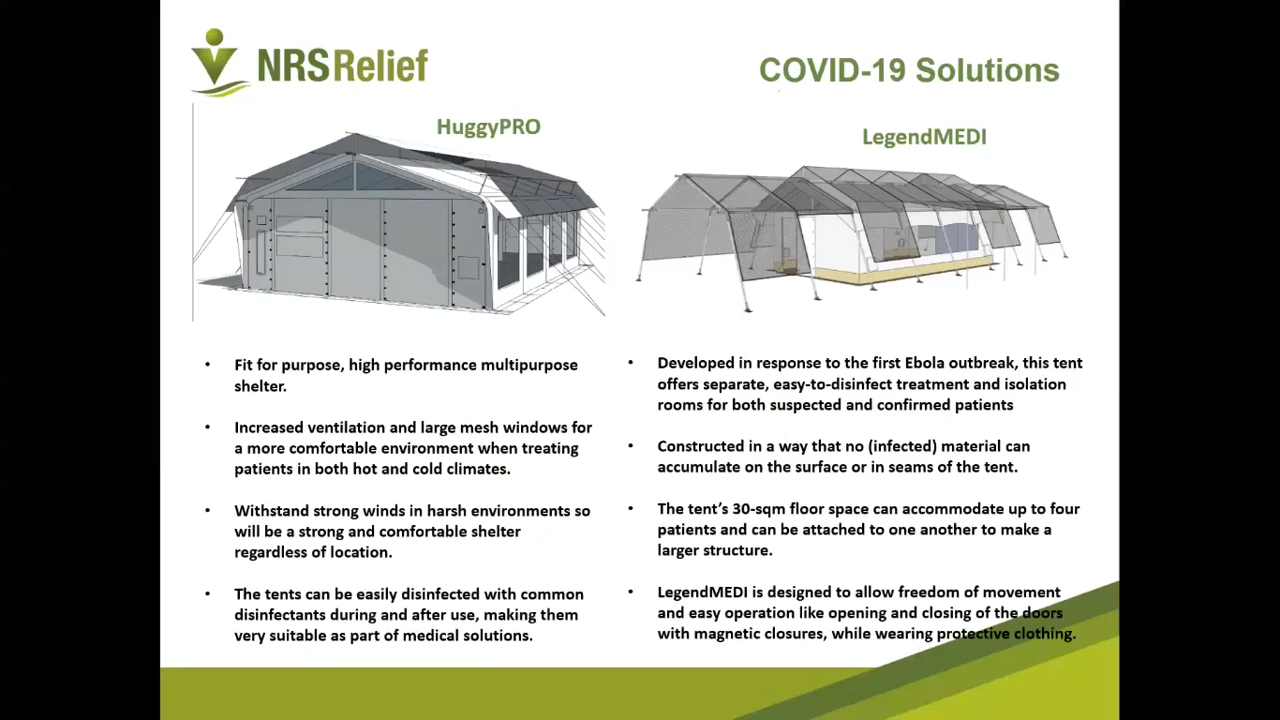 NRS Relief
COVID-19 Solutions
HuggyPRO
• Fit for purpose, high performance multipurpose
shelter.
• Increased ventilation and large mesh windows for
a more comfortable environment when treating
patients in both hot and cold climates.
• Withstand strong winds in harsh environments so
will be a strong and comfortable shelter
regardless of location.
• The tents can be easily disinfected with common
disinfectants during and after use, making them
very suitable as part of medical solutions.
LegendMEDI
• Developed in response to the first Ebola outbreak, this tent
offers separate, easy-to-disinfect treatment and isolation
rooms for both suspected and confirmed patients
• Constructed in a way that no (infected) material can
accumulate on the surface or in seams of the tent.
• The tent’s 30-sqm floor space can accommodate up to four
patients and can be attached to one another to make a
larger structure.
• LegendMEDI is designed to allow freedom of movement
and easy operation like opening and closing of the doors
with magnetic closures, while wearing protective clothing.